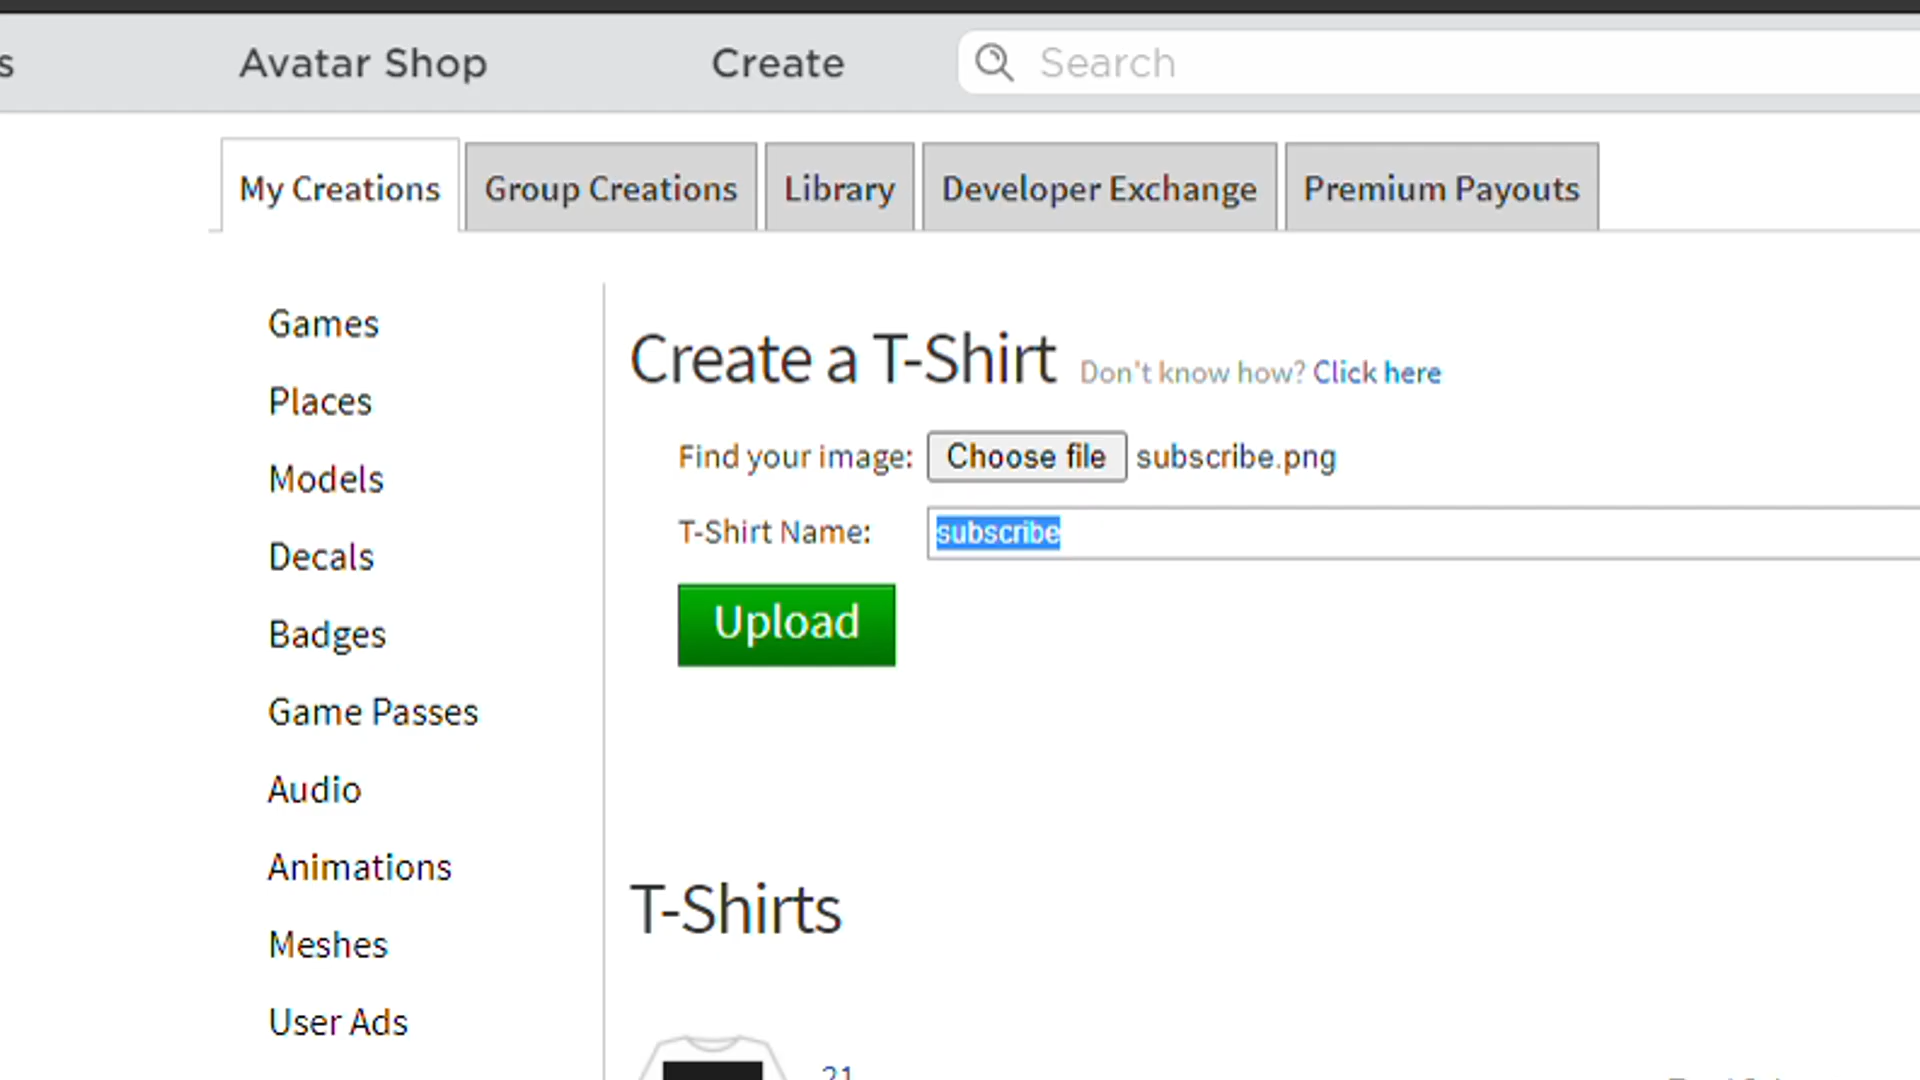 s Avatar Shop Create Search
My Creations Group Creations Library Developer Exchange Premium Payouts
Games
Places
Models
Decals
Badges
Game Passes
Audio
Animations
Meshes
User Ads
Create a T-Shirt Don't know how? Click here
Find your image: Choose file subscribe.png
T-Shirt Name: subscribe
Upload
T-Shirts
21